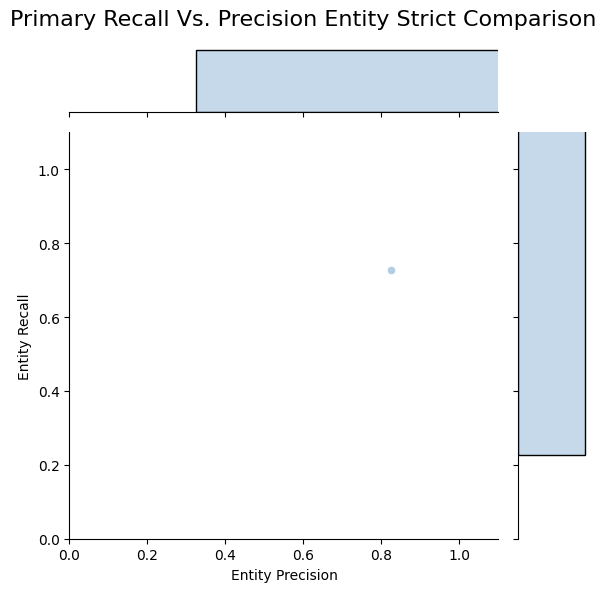 Primary Recall Vs. Precision Entity Strict Comparison
1.0
0.8
0.6
0.4
0.2
0.0
Entity Recall
0.0 0.2 0.4 0.6 0.8 1.0
Entity Precision